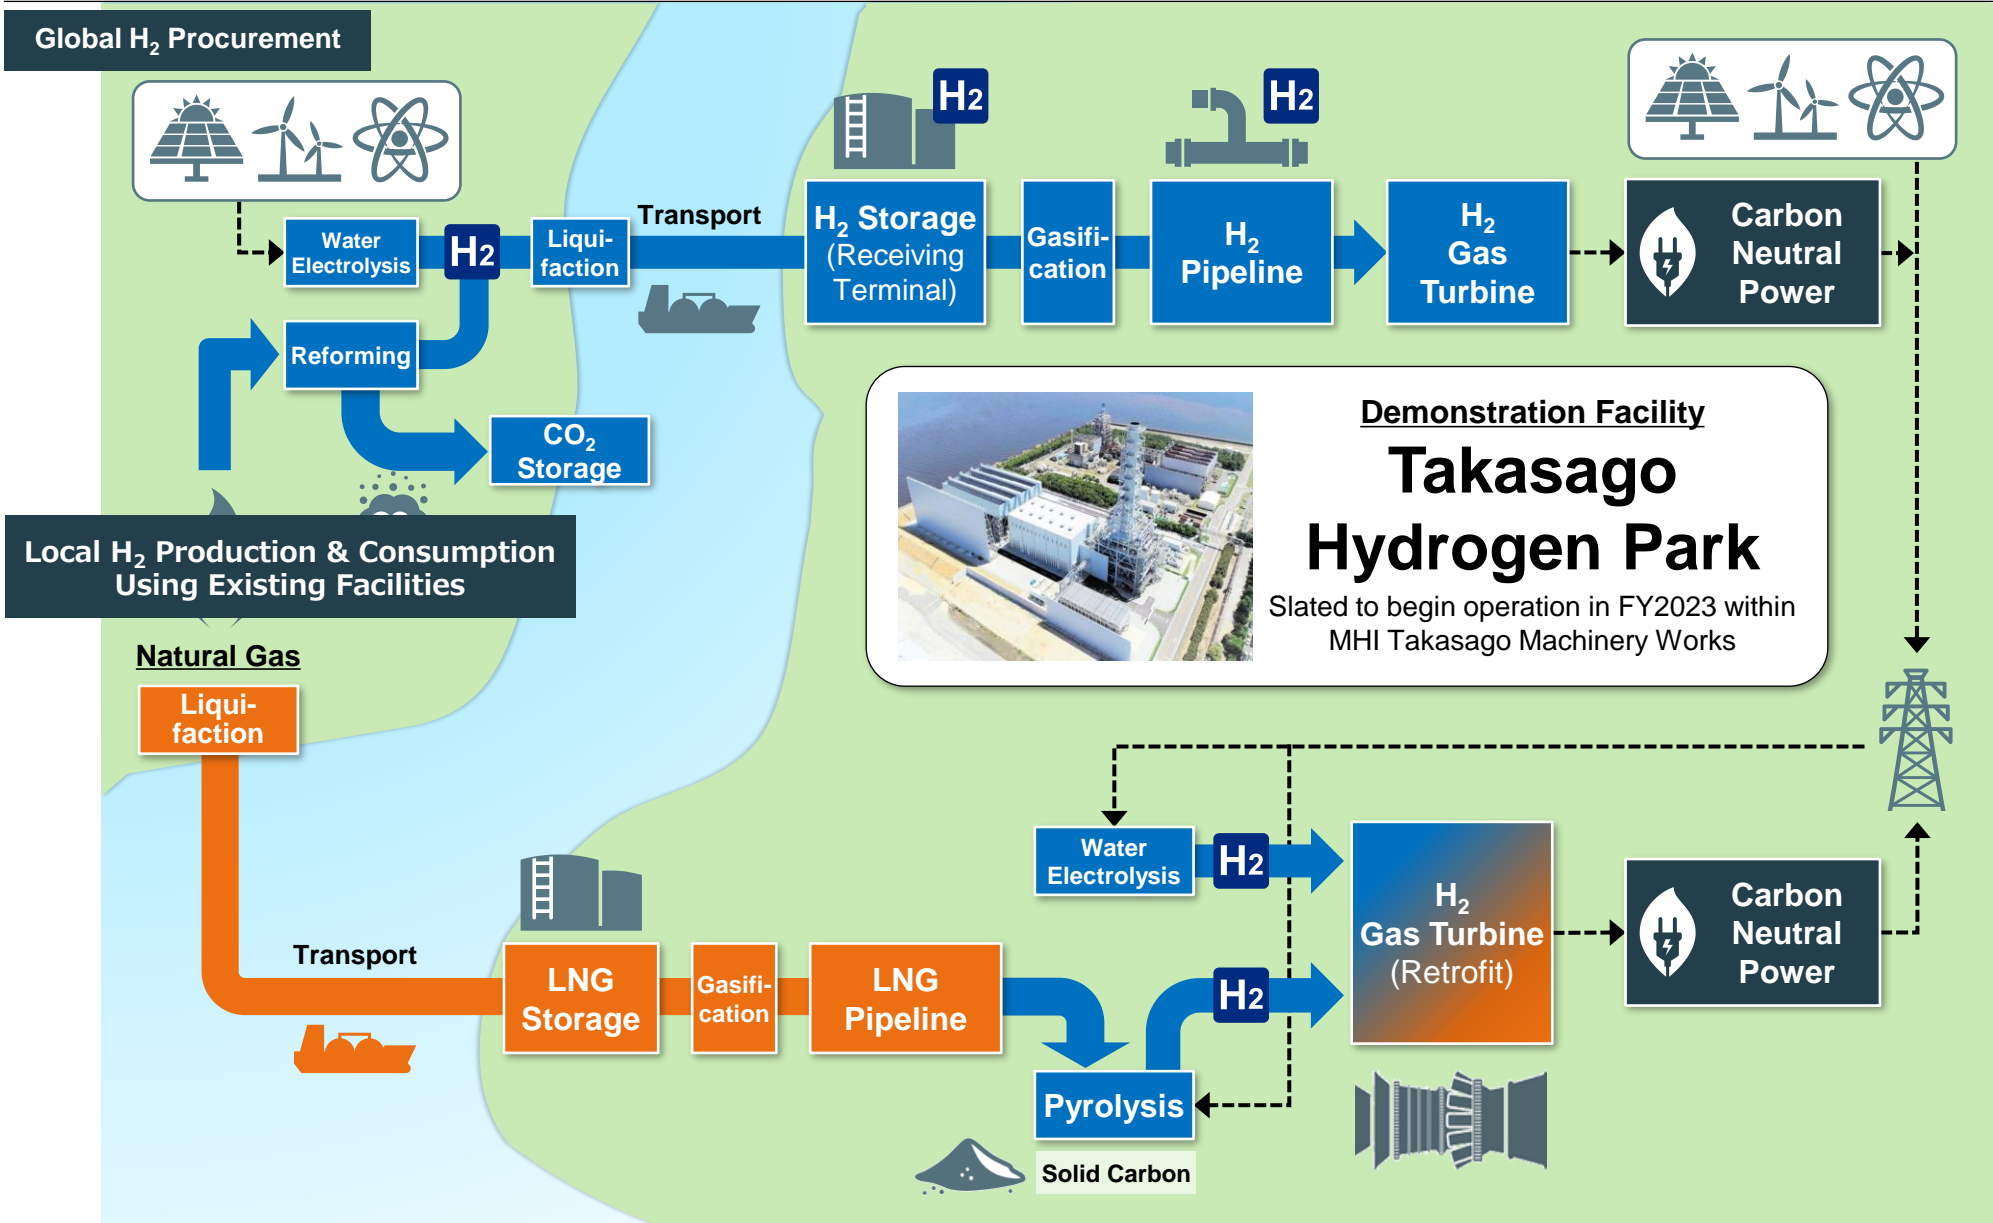 Global H₂ Procurement
H2
H2
Transport
Water
Electrolysis
H2
Liqui-
faction
H₂ Storage
(Receiving
Terminal)
Gasifi-
cation
H₂
Pipeline
H₂
Gas
Turbine
Carbon
Neutral
Power
Reforming
CO₂
Storage
Demonstration Facility
Takasago
Hydrogen Park
Slated to begin operation in FY2023 within
MHI Takasago Machinery Works
Local H₂ Production & Consumption
Using Existing Facilities
Natural Gas
Liqui-
faction
Water
Electrolysis
H2
H₂
Gas Turbine
(Retrofit)
Carbon
Neutral
Power
Transport
LNG
Storage
Gasifi-
cation
LNG
Pipeline
H2
Pyrolysis
Solid Carbon